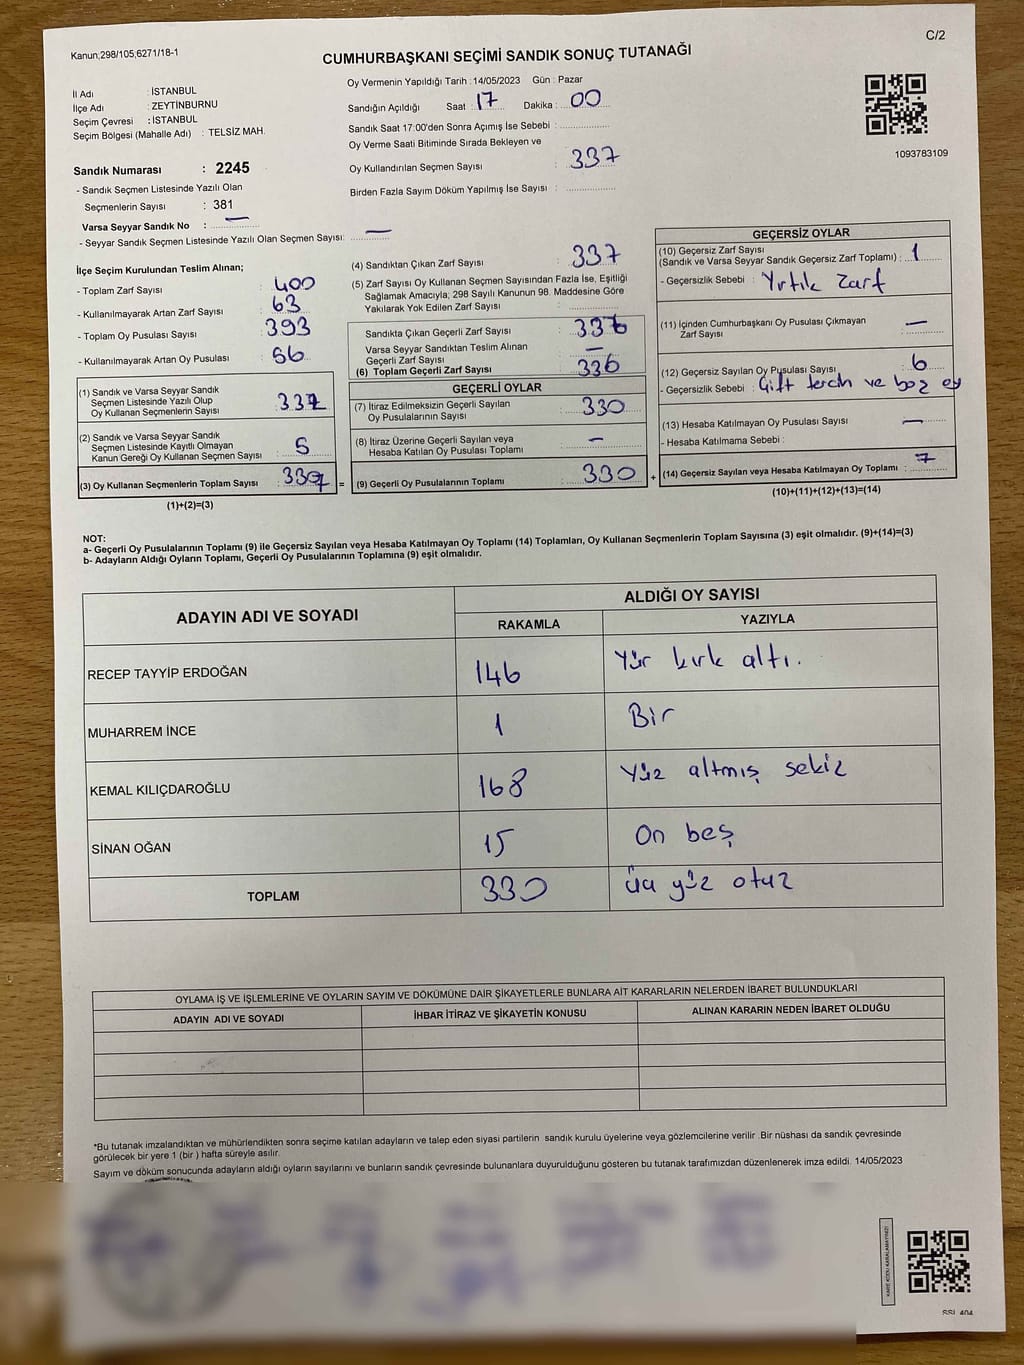 Kanun;298/105,6271/18-1
C/2
CUMHURBAŞKANI SEÇİMİ SANDIK SONUÇ TUTANAĞI
İl Adı : İSTANBUL
İlçe Adı : ZEYTİNBURNU
Seçim Çevresi : İSTANBUL
Seçim Bölgesi (Mahalle Adı) : TELSİZ MAH.
Oy Vermenin Yapıldığı Tarih : 14/05/2023 Gün : Pazar
Sandığın Açıldığı Saat : 17 Dakika : 00
Sandık Saat 17:00'den Sonra Açımış İse Sebebi :
Oy Verme Saati Bitiminde Sırada Bekleyen ve
Oy Kullandırılan Seçmen Sayısı : 337
Birden Fazla Sayım Döküm Yapılmış İse Sayısı :
1093783109
Sandık Numarası : 2245
- Sandık Seçmen Listesinde Yazılı Olan
Seçmenlerin Sayısı : 381
Varsa Seyyar Sandık No : —
- Seyyar Sandık Seçmen Listesinde Yazılı Olan Seçmen Sayısı: —
İlçe Seçim Kurulundan Teslim Alınan;
- Toplam Zarf Sayısı : 400
- Kullanılmayarak Artan Zarf Sayısı : 63
- Toplam Oy Pusulası Sayısı : 393
- Kullanılmayarak Artan Oy Pusulası : 56
(1) Sandık ve Varsa Seyyar Sandık
Seçmen Listesinde Yazılı Olup
Oy Kullanan Seçmenlerin Sayısı :
(2) Sandık ve Varsa Seyyar Sandık
Seçmen Listesinde Kayıtlı Olmayan
Kanun Gereği Oy Kullanan Seçmen Sayısı : 5
(3) Oy Kullanan Seçmenlerin Toplam Sayısı :
(1)+(2)=(3)
(4) Sandıktan Çıkan Zarf Sayısı : 337
(5) Zarf Sayısı Oy Kullanan Seçmen Sayısından Fazla İse, Eşitliği
Sağlamak Amacıyla, 298 Sayılı Kanunun 98. Maddesine Göre
Yakılarak Yok Edilen Zarf Sayısı :
Sandıkta Çıkan Geçerli Zarf Sayısı : 336
Varsa Seyyar Sandıktan Teslim Alınan
Geçerli Zarf Sayısı : —
(6) Toplam Geçerli Zarf Sayısı : 336
GEÇERLİ OYLAR
(7) İtiraz Edilmeksizin Geçerli Sayılan
Oy Pusulalarının Sayısı : 330
(8) İtiraz Üzerine Geçerli Sayılan veya
Hesaba Katılan Oy Pusulası Toplamı : —
= (9) Geçerli Oy Pusulalarının Toplamı : 330 +
GEÇERSİZ OYLAR
(10) Geçersiz Zarf Sayısı
(Sandık ve Varsa Seyyar Sandık Geçersiz Zarf Toplamı) : 1
- Geçersizlik Sebebi : Yırtık Zarf
(11) İçinden Cumhurbaşkanı Oy Pusulası Çıkmayan
Zarf Sayısı : —
(12) Geçersiz Sayılan Oy Pusulası Sayısı : 6
- Geçersizlik Sebebi : Çift tercih ve boş oy
(13) Hesaba Katılmayan Oy Pusulası Sayısı : —
- Hesaba Katılmama Sebebi :
(14) Geçersiz Sayılan veya Hesaba Katılmayan Oy Toplamı : 7
(10)+(11)+(12)+(13)=(14)
NOT:
a- Geçerli Oy Pusulalarının Toplamı (9) ile Geçersiz Sayılan veya Hesaba Katılmayan Oy Toplamı (14) Toplamları, Oy Kullanan Seçmenlerin Toplam Sayısına (3) eşit olmalıdır. (9)+(14)=(3)
b- Adayların Aldığı Oyların Toplamı, Geçerli Oy Pusulalarının Toplamına (9) eşit olmalıdır.
ADAYIN ADI VE SOYADI
ALDIĞI OY SAYISI
RAKAMLA YAZIYLA
RECEP TAYYİP ERDOĞAN 146 Yüz kırk altı.
MUHARREM İNCE 1 Bir
KEMAL KILIÇDAROĞLU 168 Yüz altmış sekiz
SİNAN OĞAN 15 On beş
TOPLAM 330 üç yüz otuz
OYLAMA İŞ VE İŞLEMLERİNE VE OYLARIN SAYIM VE DÖKÜMÜNE DAİR ŞİKAYETLERLE BUNLARA AİT KARARLARIN NELERDEN İBARET BULUNDUKLARI
ADAYIN ADI VE SOYADI İHBAR İTİRAZ VE ŞİKAYETİN KONUSU ALINAN KARARIN NEDEN İBARET OLDUĞU
*Bu tutanak imzalandıktan ve mühürlendikten sonra seçime katılan adayların ve talep eden siyasi partilerin sandık kurulu üyelerine veya gözlemcilerine verilir .Bir nüshası da sandık çevresinde
görülecek bir yere 1 (bir ) hafta süreyle asılır.
Sayım ve döküm sonucunda adayların aldığı oyların sayılarını ve bunların sandık çevresinde bulunanlara duyurulduğunu gösteren bu tutanak tarafımızdan düzenlenerek imza edildi. 14/05/2023
KARE KODU KARALAMAYINIZ!